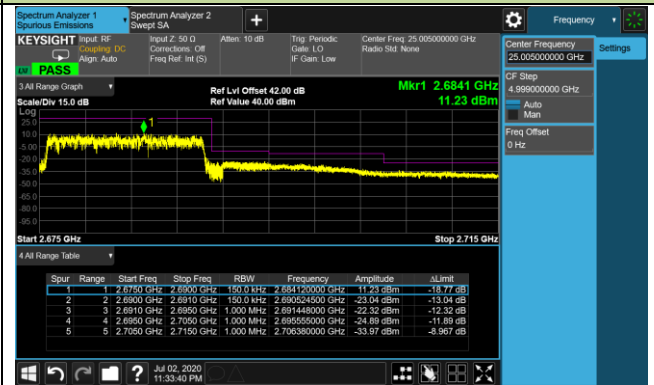 Spectrum Analyzer 1
Spurious Emissions
Spectrum Analyzer 2
Swept SA
Frequency
KEYSIGHT
Input: RF
Coupling: DC
Align: Auto
Input Z: 50 Ω
Corrections: Off
Freq Ref: Int (S)
Atten: 10 dB
Trig: Periodic
Gate: LO
IF Gain: Low
Center Freq: 25.005000000 GHz
Radio Std: None
PASS
Center Frequency
25.005000000 GHz
Settings
CF Step
4.999000000 GHz
Auto
Man
Freq Offset
0 Hz
3 All Range Graph
Scale/Div 15.0 dB
Ref Lvl Offset 42.00 dB
Ref Value 40.00 dBm
Mkr1 2.6841 GHz
11.23 dBm
Log
25.0
10.0
-5.00
-20.0
-35.0
-50.0
-65.0
-80.0
-95.0
1
Start 2.675 GHz
Stop 2.715 GHz
4 All Range Table
Spur Range Start Freq Stop Freq RBW Frequency Amplitude ΔLimit
1 1 2.6750 GHz 2.6900 GHz 150.0 kHz 2.684120000 GHz 11.23 dBm -18.77 dB
2 2 2.6900 GHz 2.6910 GHz 150.0 kHz 2.690524500 GHz -23.04 dBm -13.04 dB
3 3 2.6910 GHz 2.6950 GHz 1.000 MHz 2.691448000 GHz -22.32 dBm -12.32 dB
4 4 2.6950 GHz 2.7050 GHz 1.000 MHz 2.695555000 GHz -24.89 dBm -11.89 dB
5 5 2.7050 GHz 2.7150 GHz 1.000 MHz 2.706380000 GHz -33.97 dBm -8.967 dB
Jul 02, 2020
11:33:40 PM